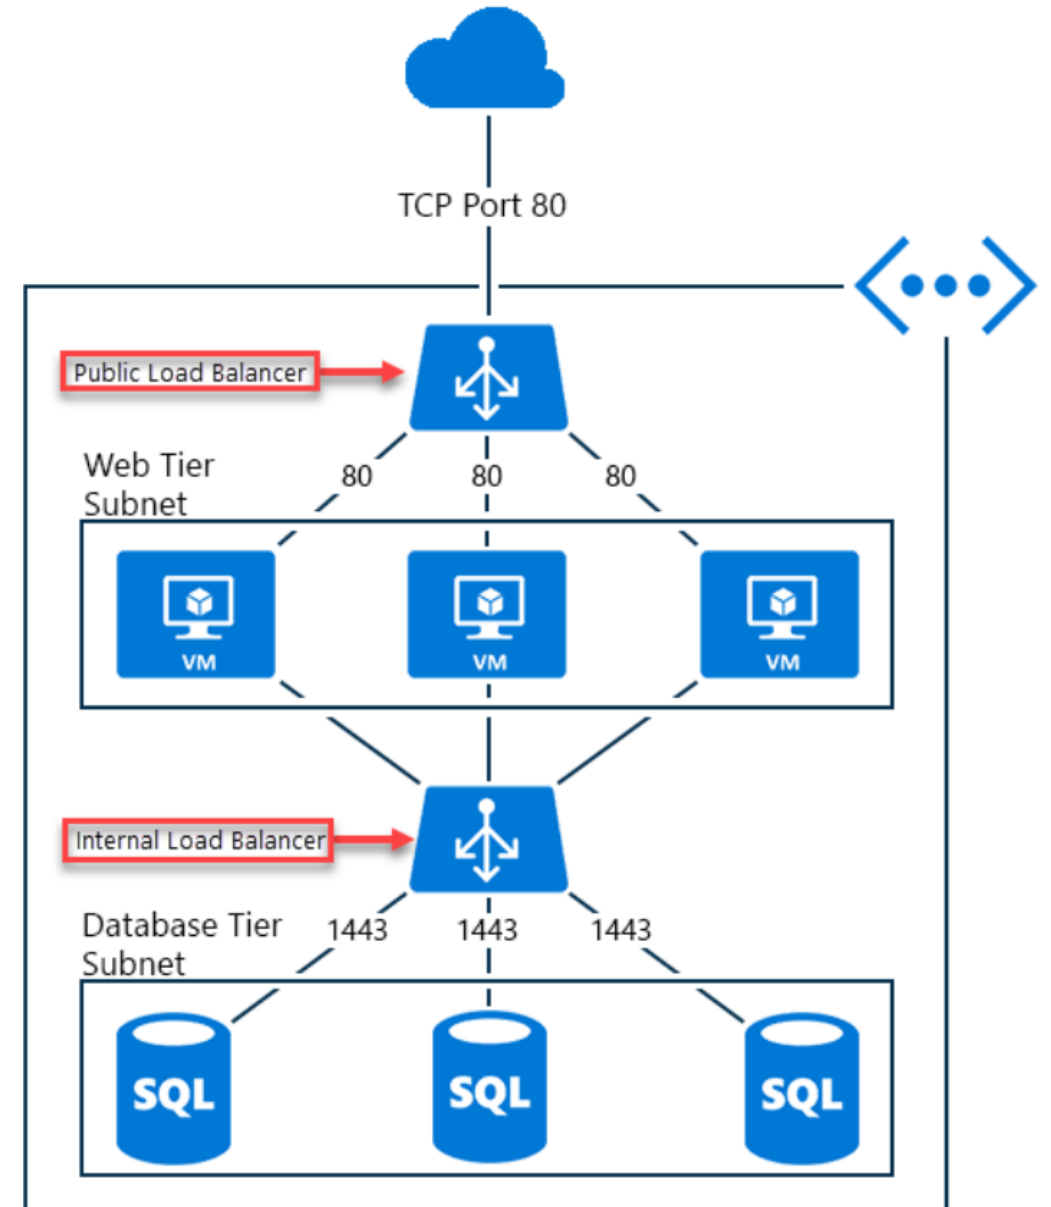 TCP Port 80
Public Load Balancer
Web Tier
Subnet
80 80 80
VM VM VM
Internal Load Balancer
Database Tier
Subnet
1443 1443 1443
SQL SQL SQL